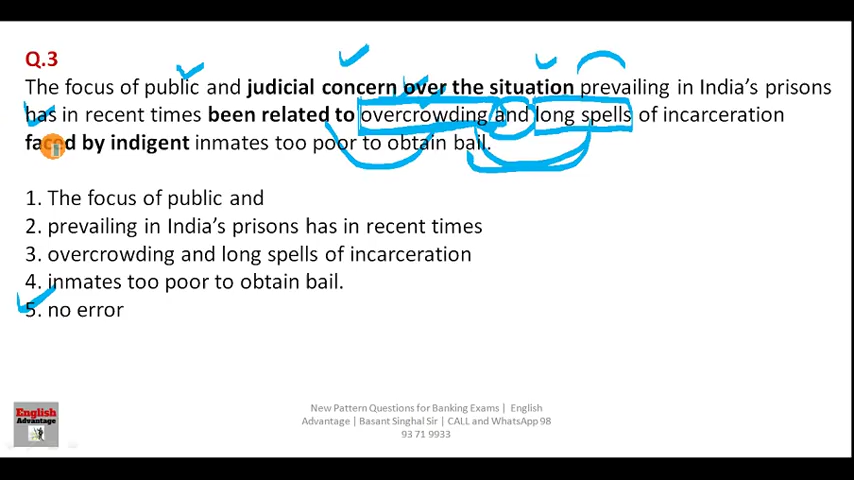 Q.3
The focus of public and judicial concern over the situation prevailing in India's prisons
has in recent times been related to overcrowding and long spells of incarceration
faced by indigent inmates too poor to obtain bail.
1. The focus of public and
2. prevailing in India's prisons has in recent times
3. overcrowding and long spells of incarceration
4. inmates too poor to obtain bail.
5. no error
English
Advantage
New Pattern Questions for Banking Exams | English
Advantage | Basant Singhal Sir | CALL and WhatsApp 98
93 71 9933